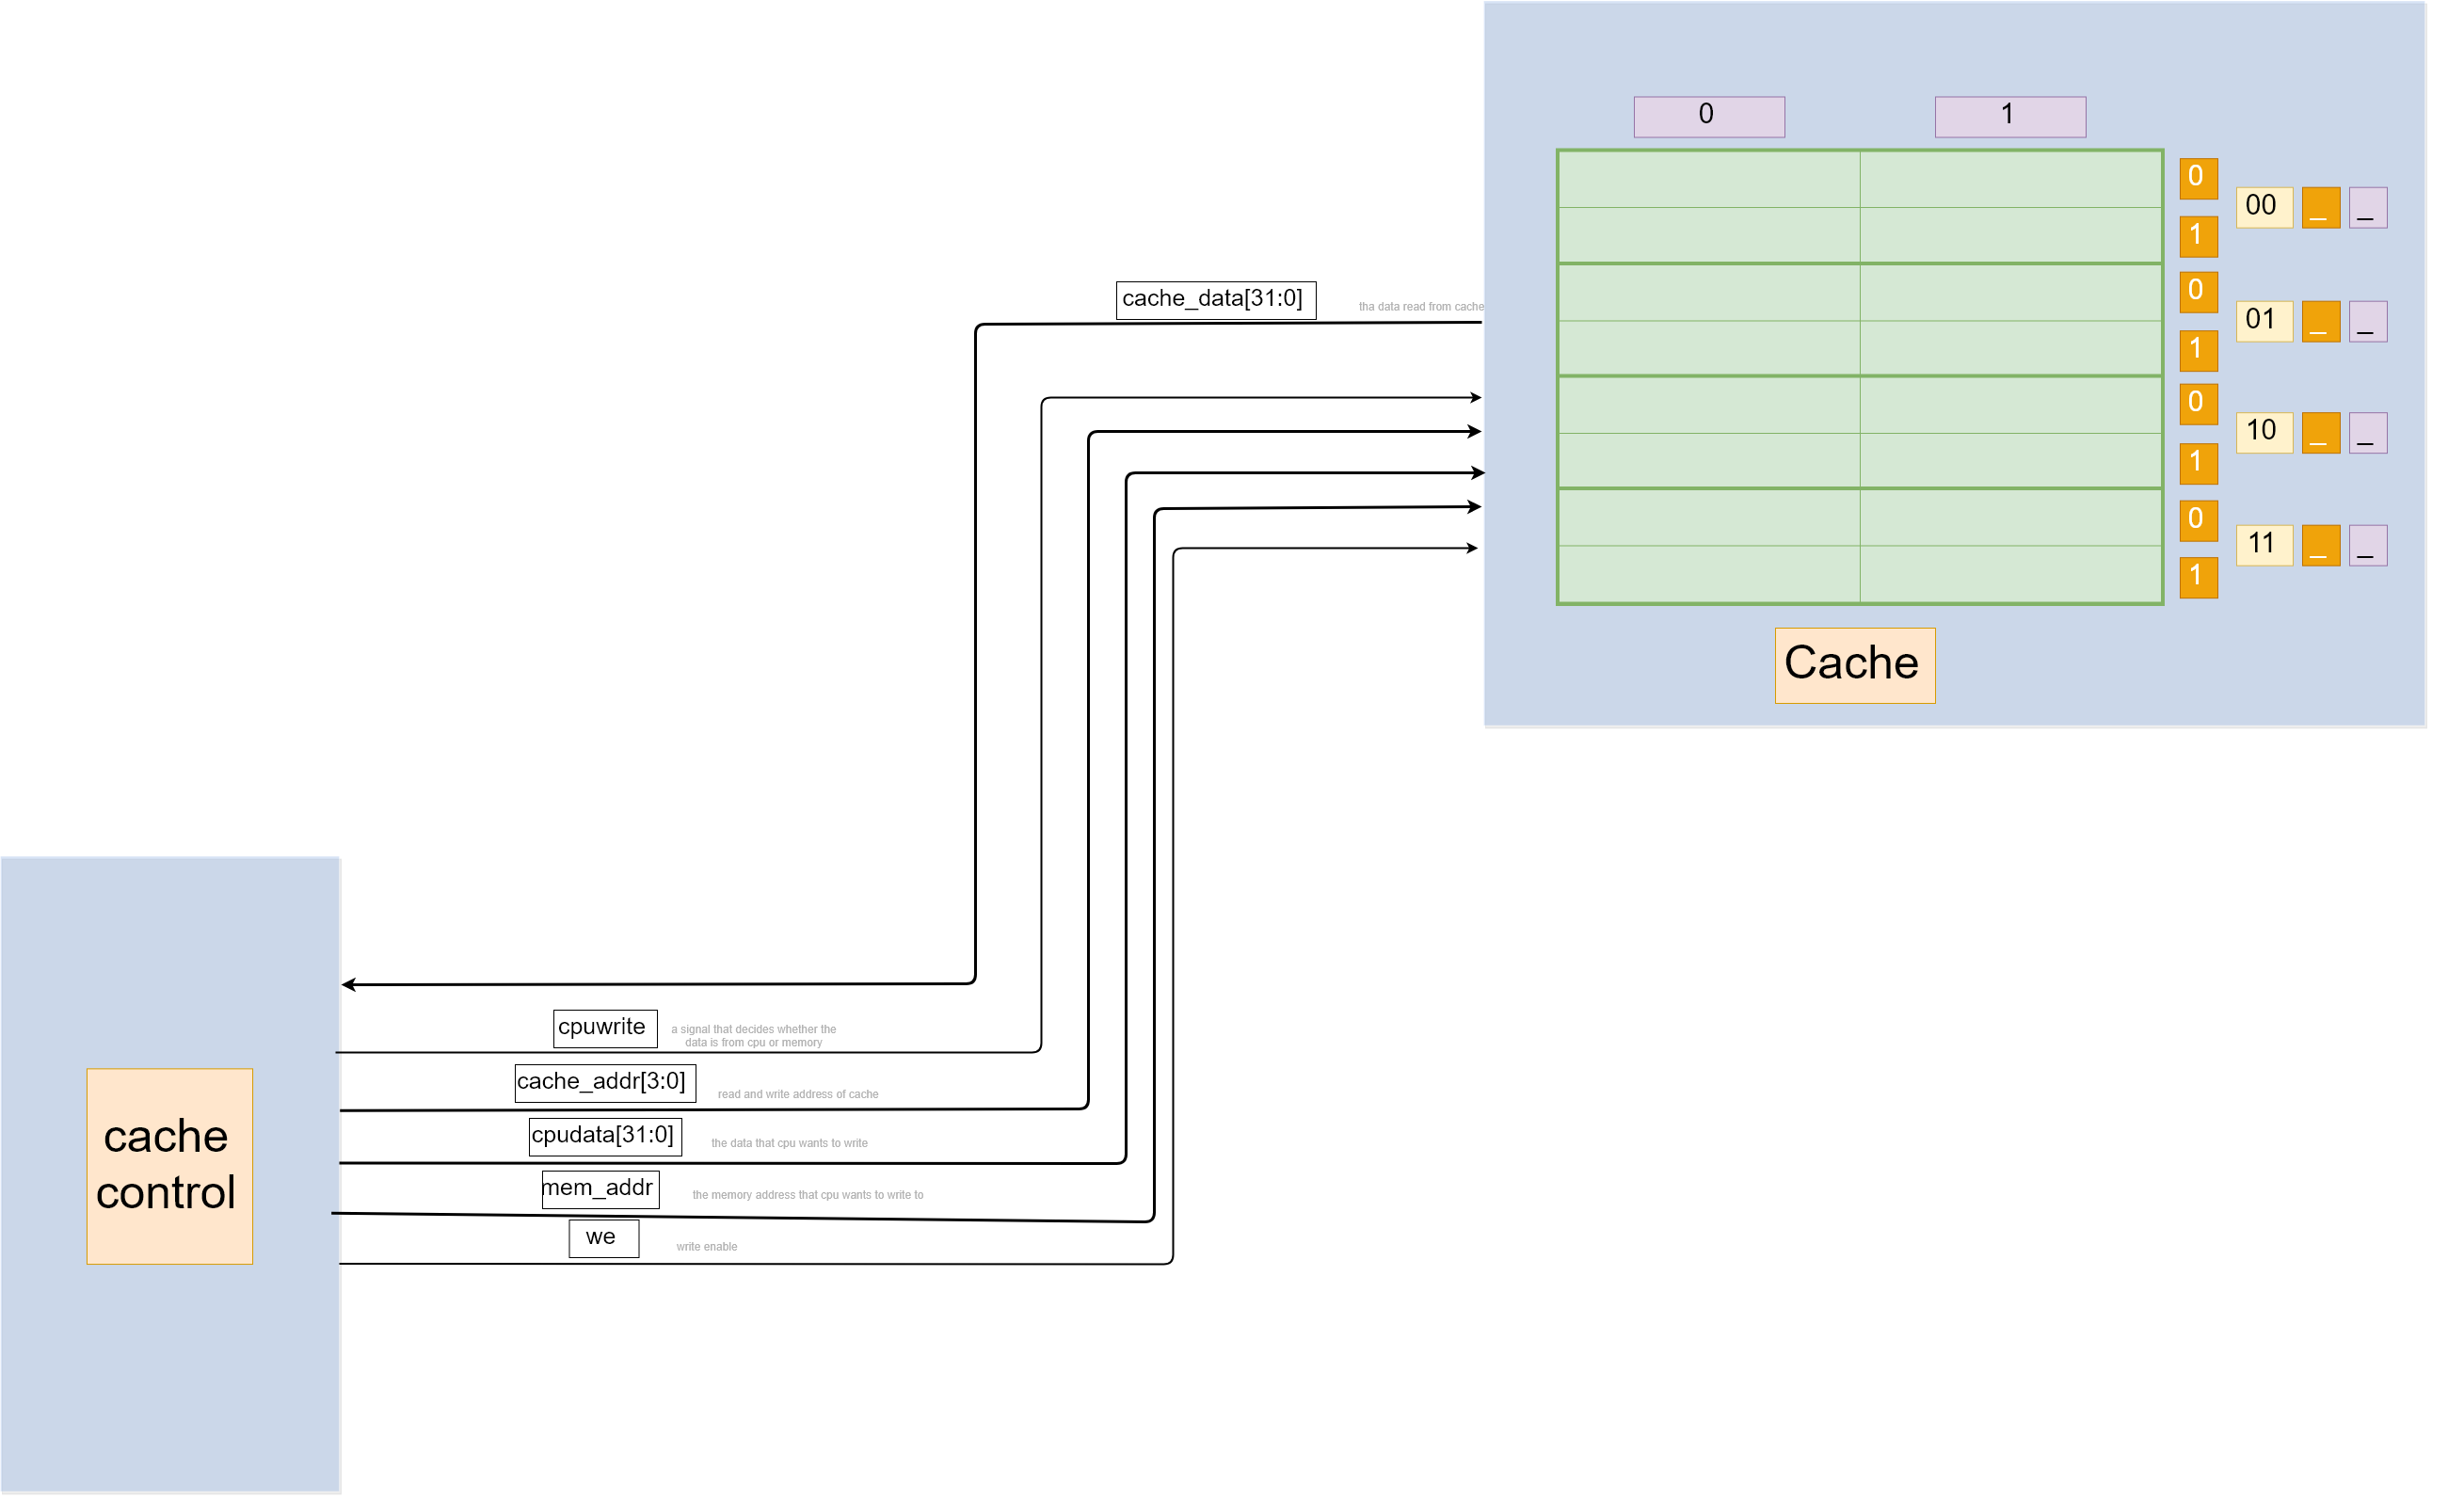 0
1
0
00 _ _
1
0
cache_data[31:0]
tha data read from cache
01 _ _
1
0
10 _ _
1
0
11 _ _
1
Cache
cpuwrite
a signal that decides whether the
data is from cpu or memory
cache_addr[3:0]
read and write address of cache
cpudata[31:0]
the data that cpu wants to write
mem_addr
the memory address that cpu wants to write to
we
write enable
cache
control